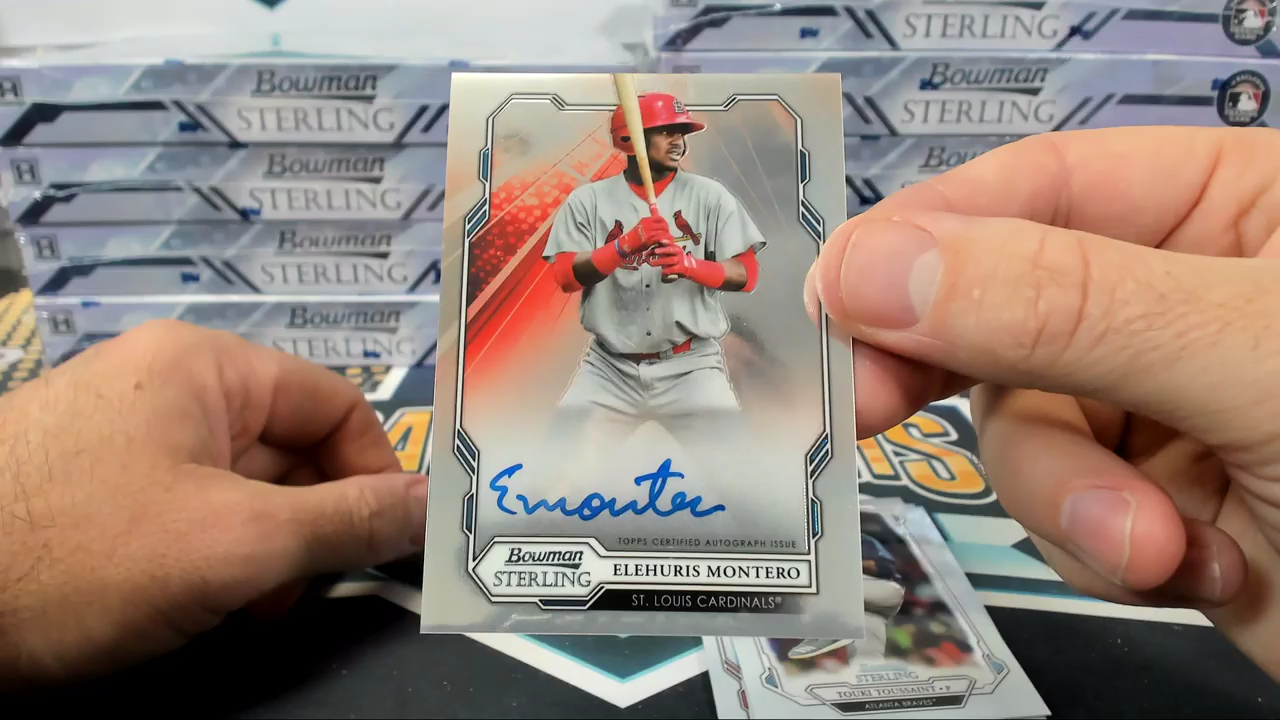 STERLING
Bowman
STERLING
Bowman
STERLING
Bowman
STERLING
Bowman
STERLING
Bowman
STERLING
Bowman
STERLING
Emonter
TOPPS CERTIFIED AUTOGRAPH ISSUE
Bowman
STERLING
ELEHURIS MONTERO
ST. LOUIS CARDINALS®
STERLING
TOUKI TOUSSAINT • P
ATLANTA BRAVES